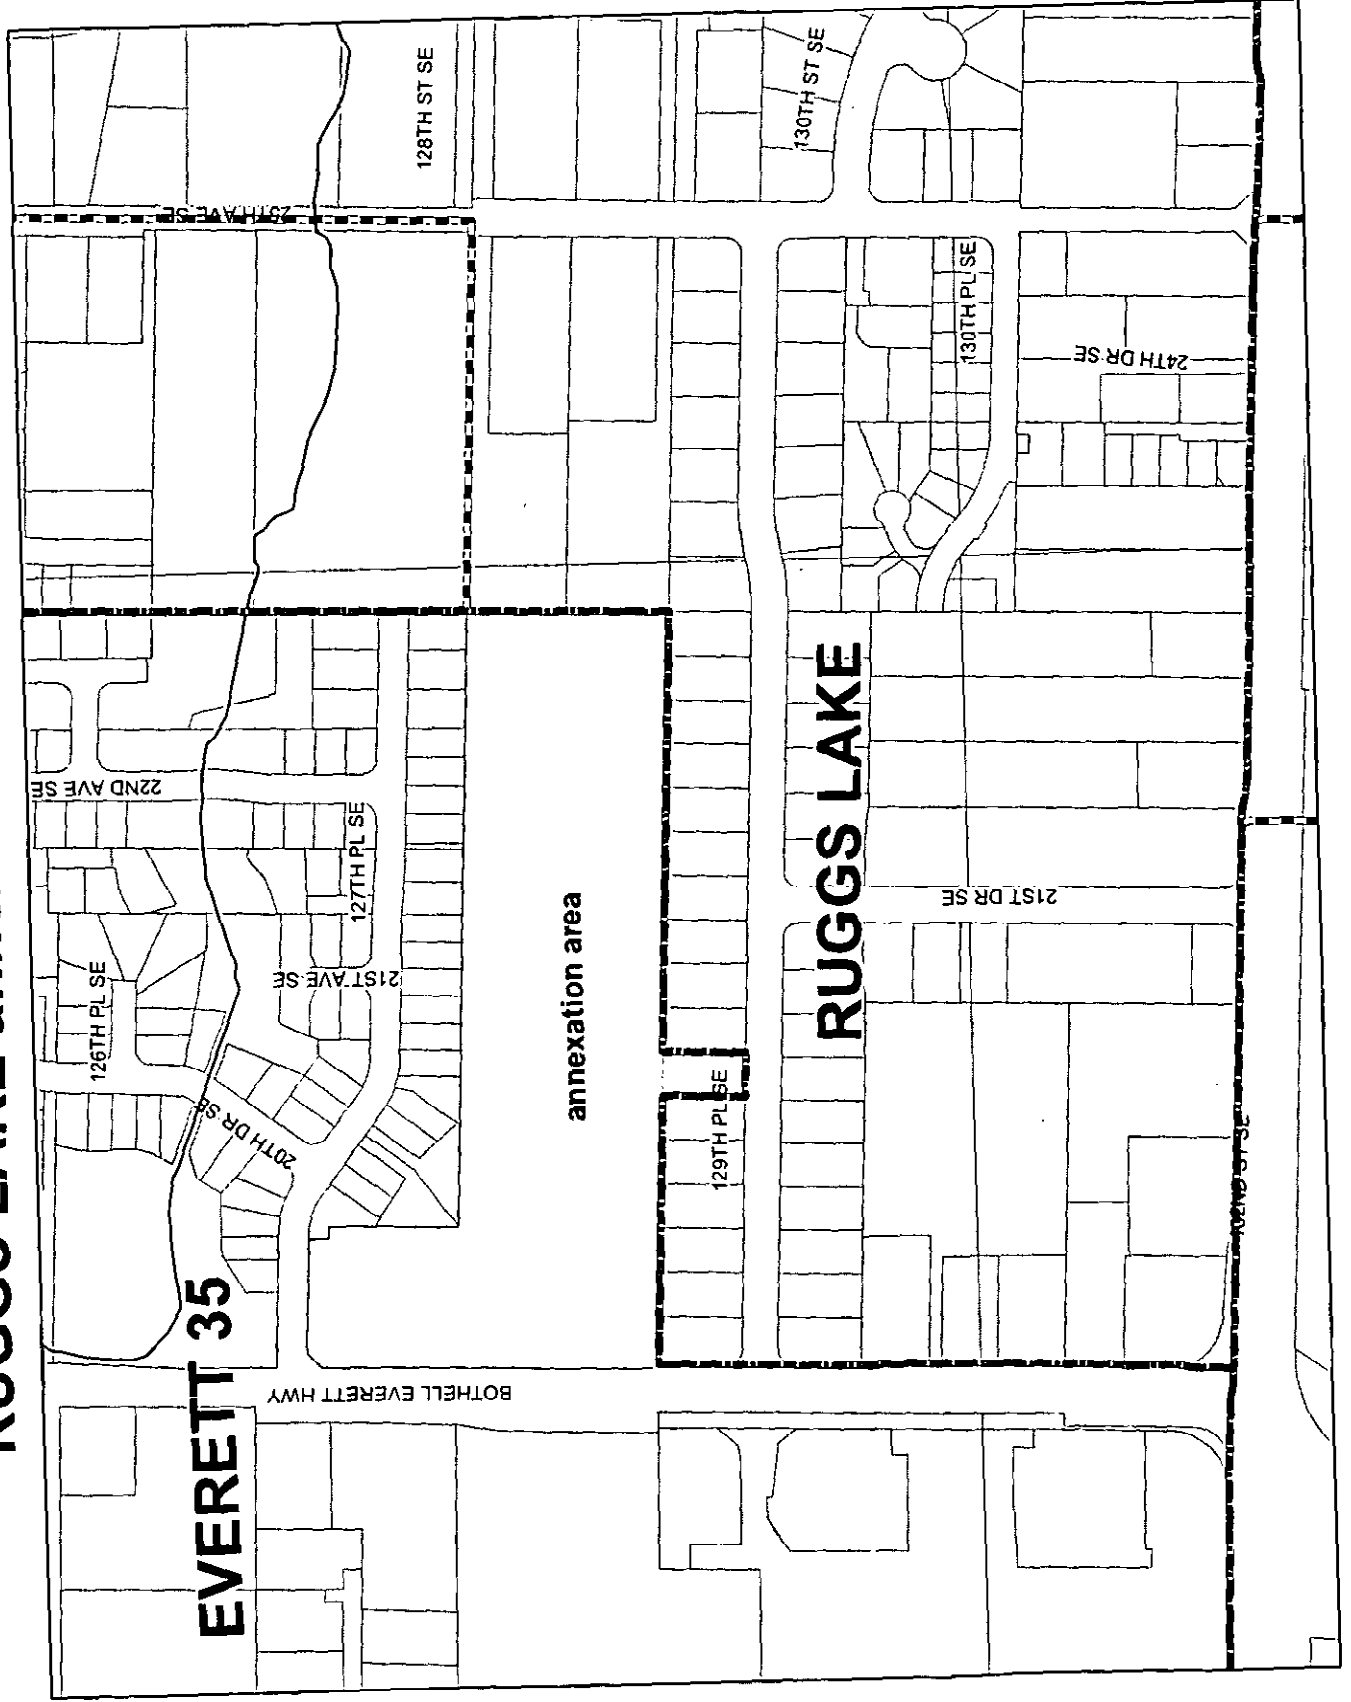 EVERETT 35
RUGGS LAKE
annexation area
126TH PL SE
22ND AVE SE
25TH AVE SE
128TH ST SE
20TH DR SE
21ST AVE SE
127TH PL SE
BOTHELL EVERETT HWY
129TH PL SE
130TH ST SE
130TH PL SE
21ST DR SE
24TH DR SE